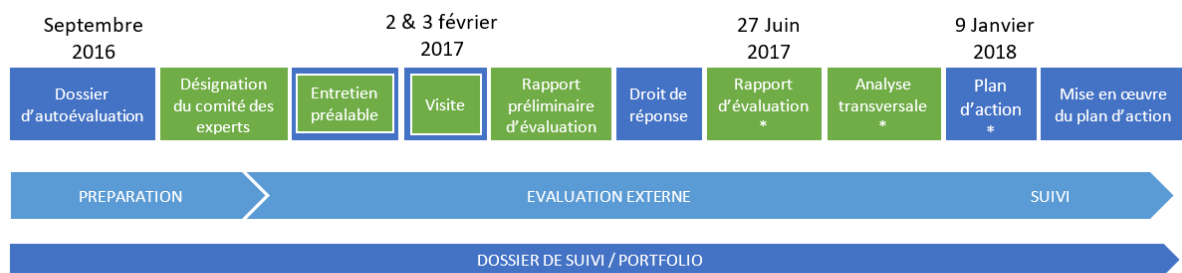 Septembre
2016
2 & 3 février
2017
27 Juin
2017
9 Janvier
2018
Dossier
d'autoévaluation
Désignation
du comité des
experts
Entretien
préalable
Visite
Rapport
préliminaire
d'évaluation
Droit de
réponse
Rapport
d'évaluation
*
Analyse
transversale
*
Plan
d'action
*
Mise en œuvre
du plan d'action
PREPARATION
EVALUATION EXTERNE
SUIVI
DOSSIER DE SUIVI / PORTFOLIO